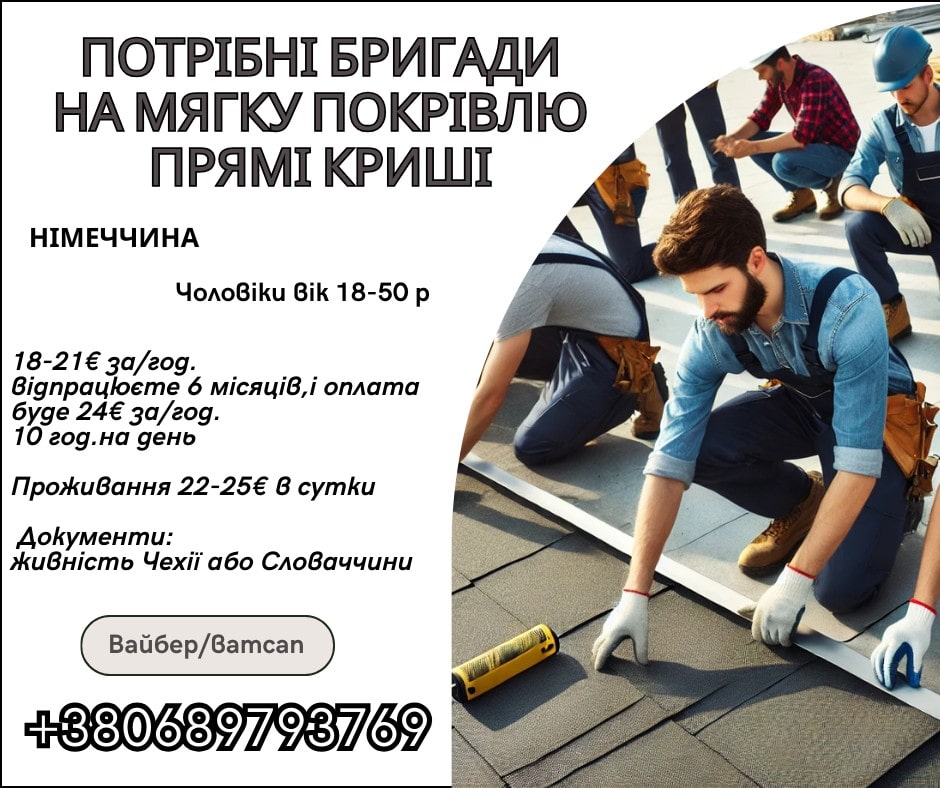 ПОТРІБНІ БРИГАДИ
НА МЯГКУ ПОКРІВЛЮ
ПРЯМІ КРИШІ
НІМЕЧЧИНА
Чоловіки вік 18-50 р
18-21€ за/год.
відпрацюєте 6 місяців,і оплата
буде 24€ за/год.
10 год.на день
Проживання 22-25€ в сутки
Документи:
живність Чехії або Словаччини
Вайбер/ватсап
+380689793769